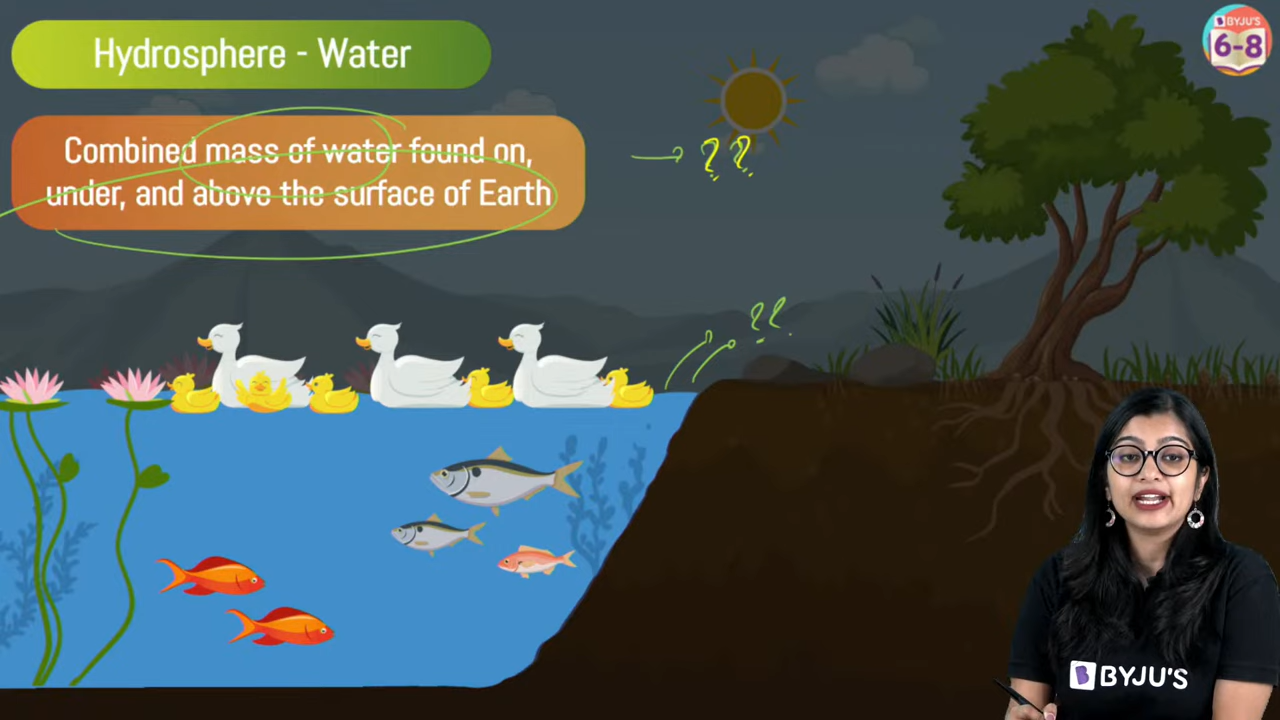 Hydrosphere - Water
BYJU'S
6-8
Combined mass of water found on,
under, and above the surface of Earth
??
??
BYJU'S